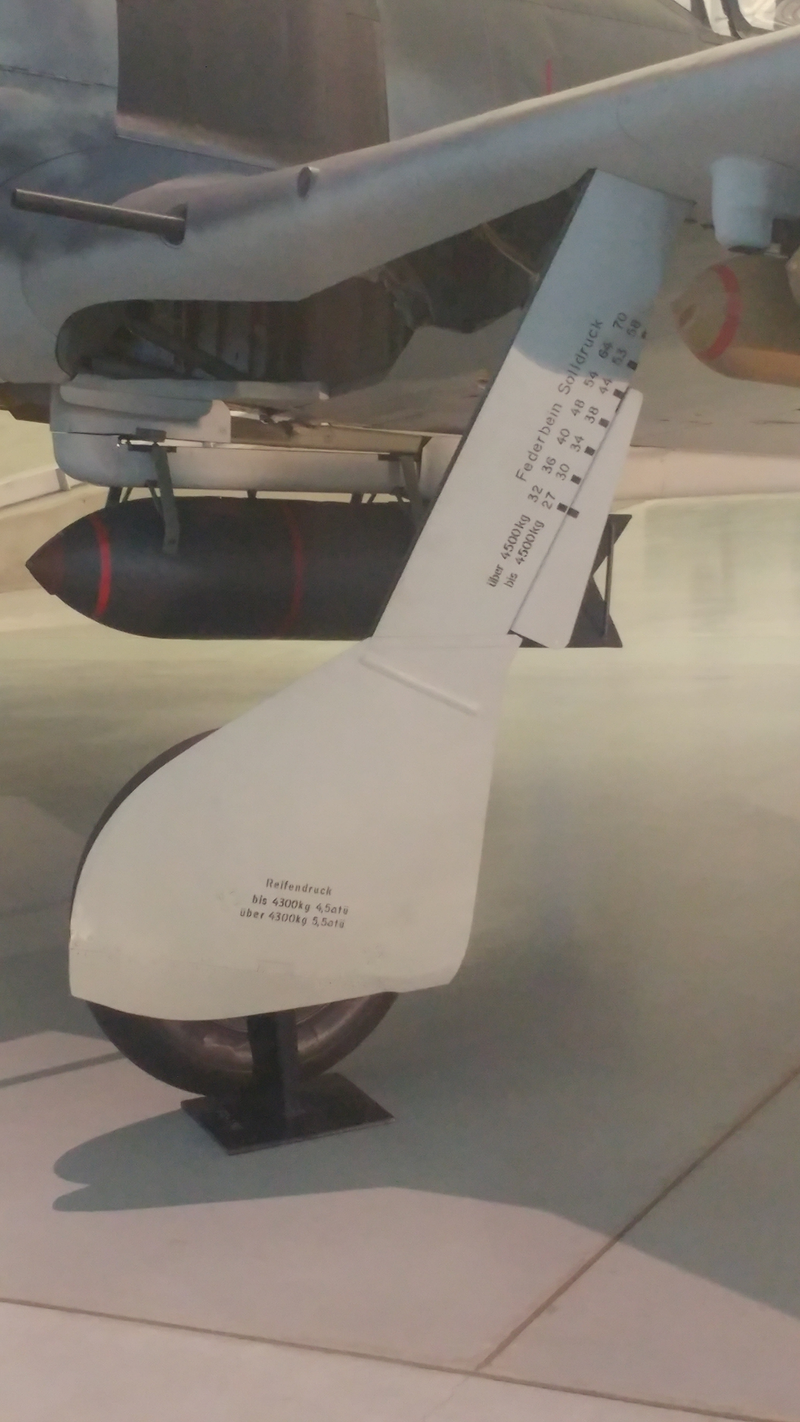 Federbein Solldruck
über 4500kg 32 36 40 48 54 64 70
bis 4500kg 27 30 34 38 44 53 58
Reifendruck
bis 4300kg 4,5atü
über 4300kg 5,5atü